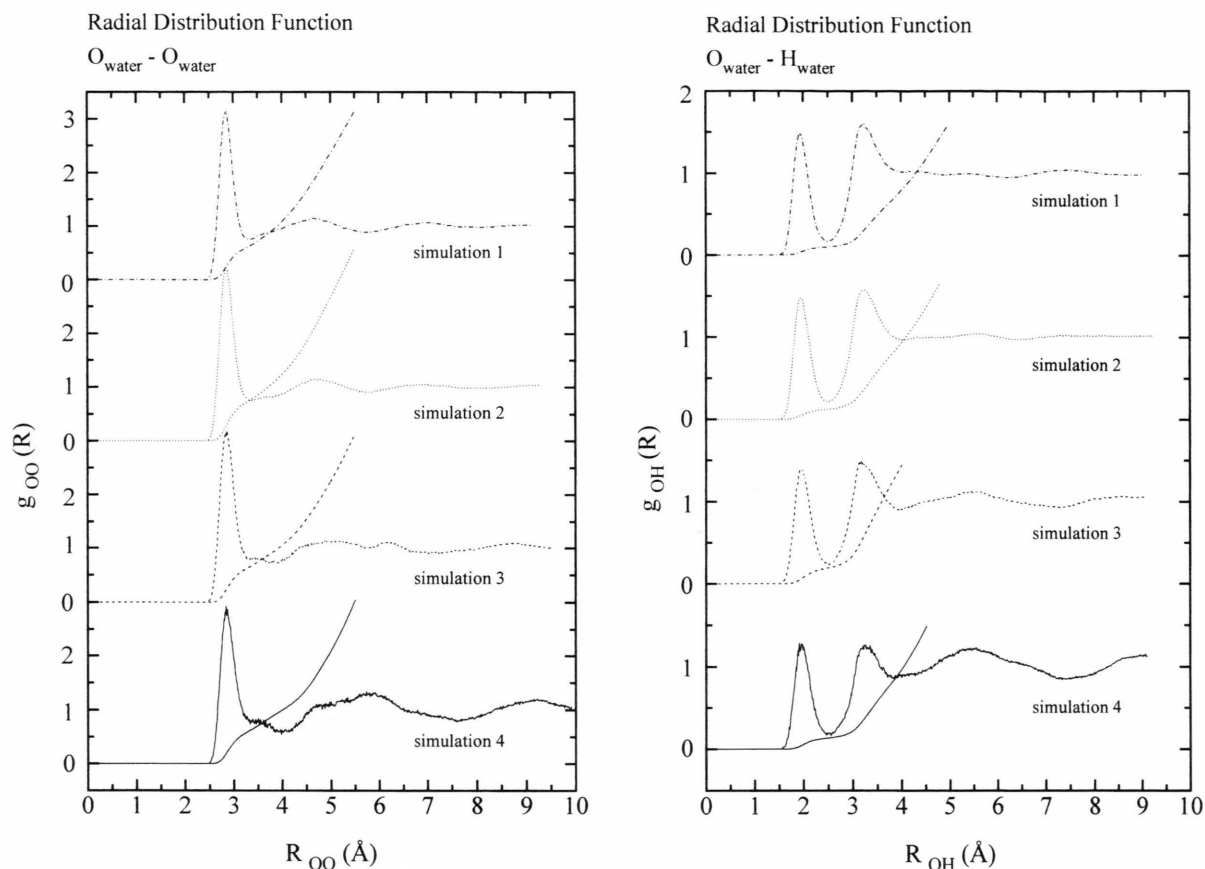 Radial Distribution Function
O_water - O_water
3
2
1
0
2
1
0
2
1
0
2
1
0
g_OO (R)
simulation 1
simulation 2
simulation 3
simulation 4
0 1 2 3 4 5 6 7 8 9 10
R_OO (Å)
Radial Distribution Function
O_water - H_water
2
1
0
1
0
1
0
1
0
g_OH (R)
simulation 1
simulation 2
simulation 3
simulation 4
0 1 2 3 4 5 6 7 8 9 10
R_OH (Å)